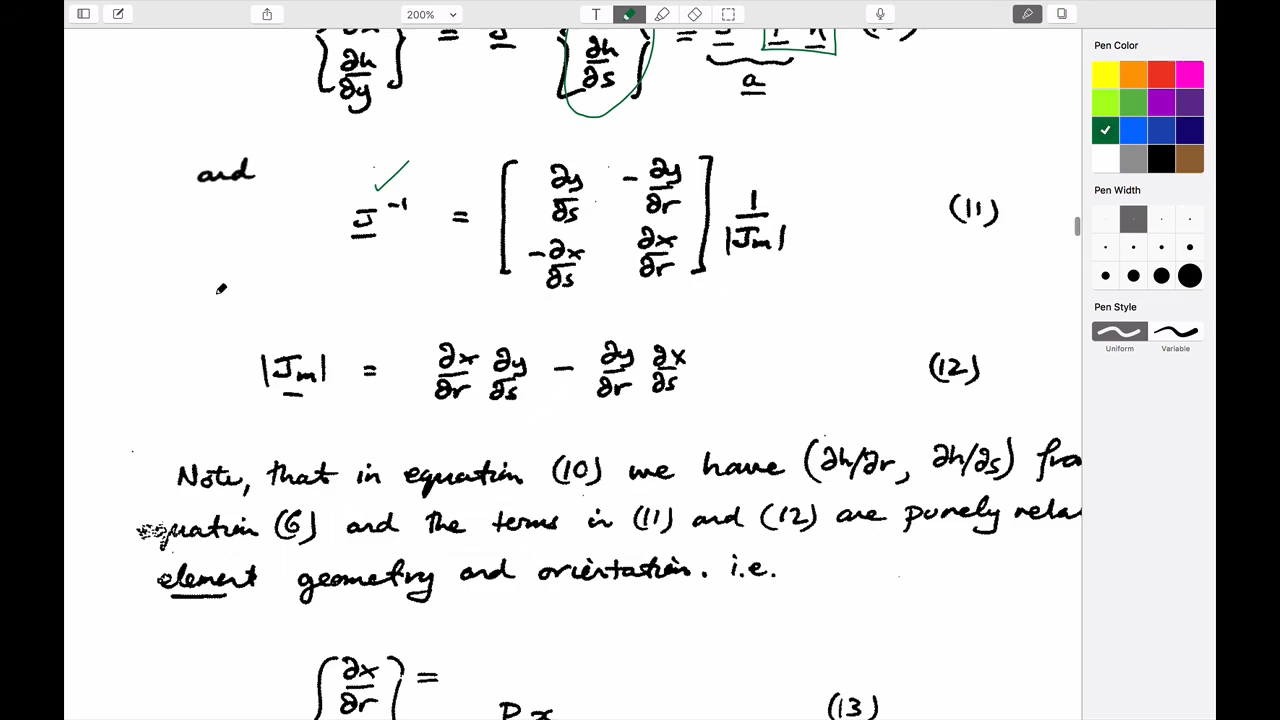 200%
T
Pen Color
∂h/∂y = J ∂h/∂s = a
and
J⁻¹ = [ ∂y/∂s -∂y/∂r ; -∂x/∂s ∂x/∂r ] 1/|Jm| (11)
Pen Width
Pen Style
Uniform Variable
|Jm| = ∂x/∂r ∂y/∂s - ∂y/∂r ∂x/∂s (12)
Note, that in equation (10) we have (∂h/∂r, ∂h/∂s) fro
equation (6) and the terms in (11) and (12) are purely rela
element geometry and orientation. i.e.
∂x/∂r =
P x (13)